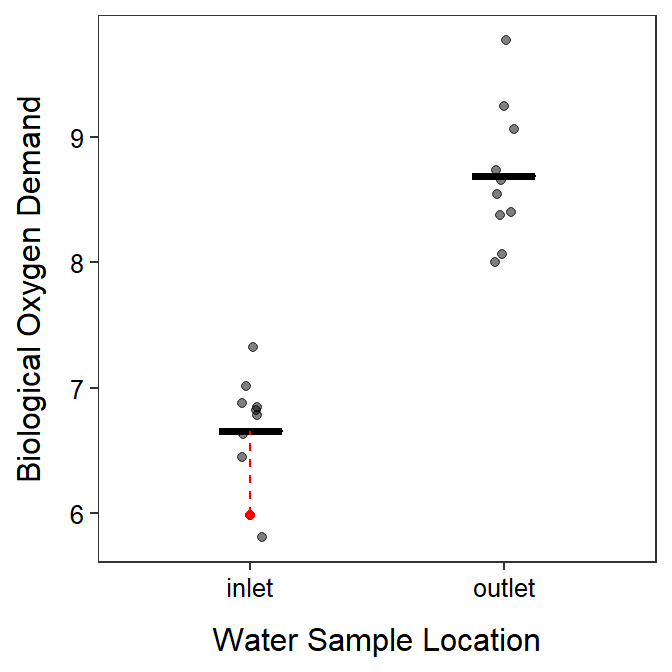 Biological Oxygen Demand
9
8
7
6
inlet
outlet
Water Sample Location